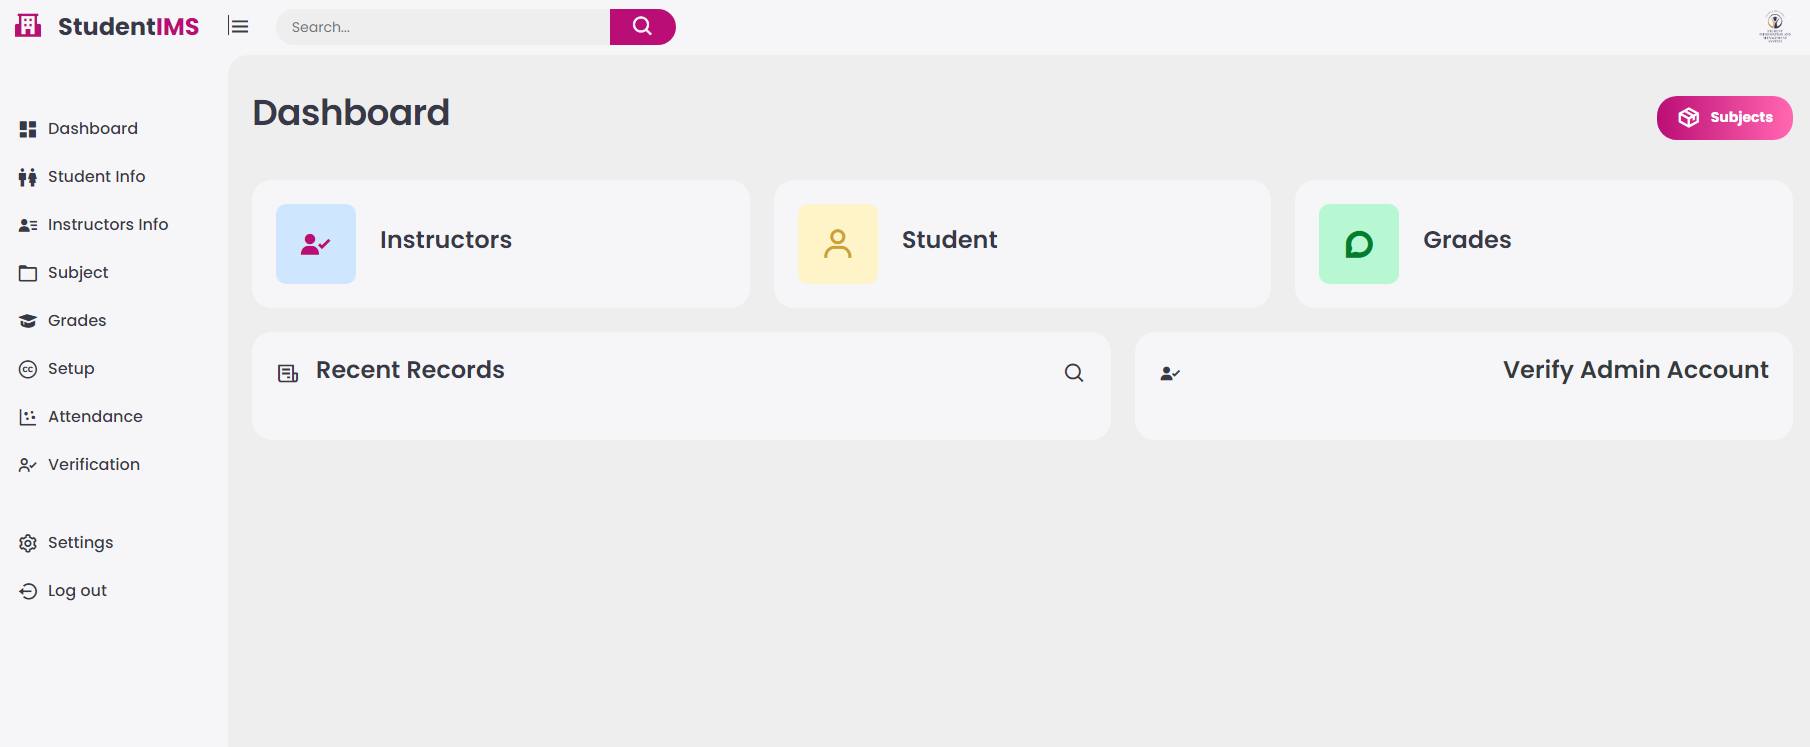 StudentIMS
Search...
Dashboard
Student Info
Instructors Info
Subject
Grades
Setup
Attendance
Verification
Settings
Log out
Dashboard
Subjects
Instructors
Student
Grades
Recent Records
Verify Admin Account